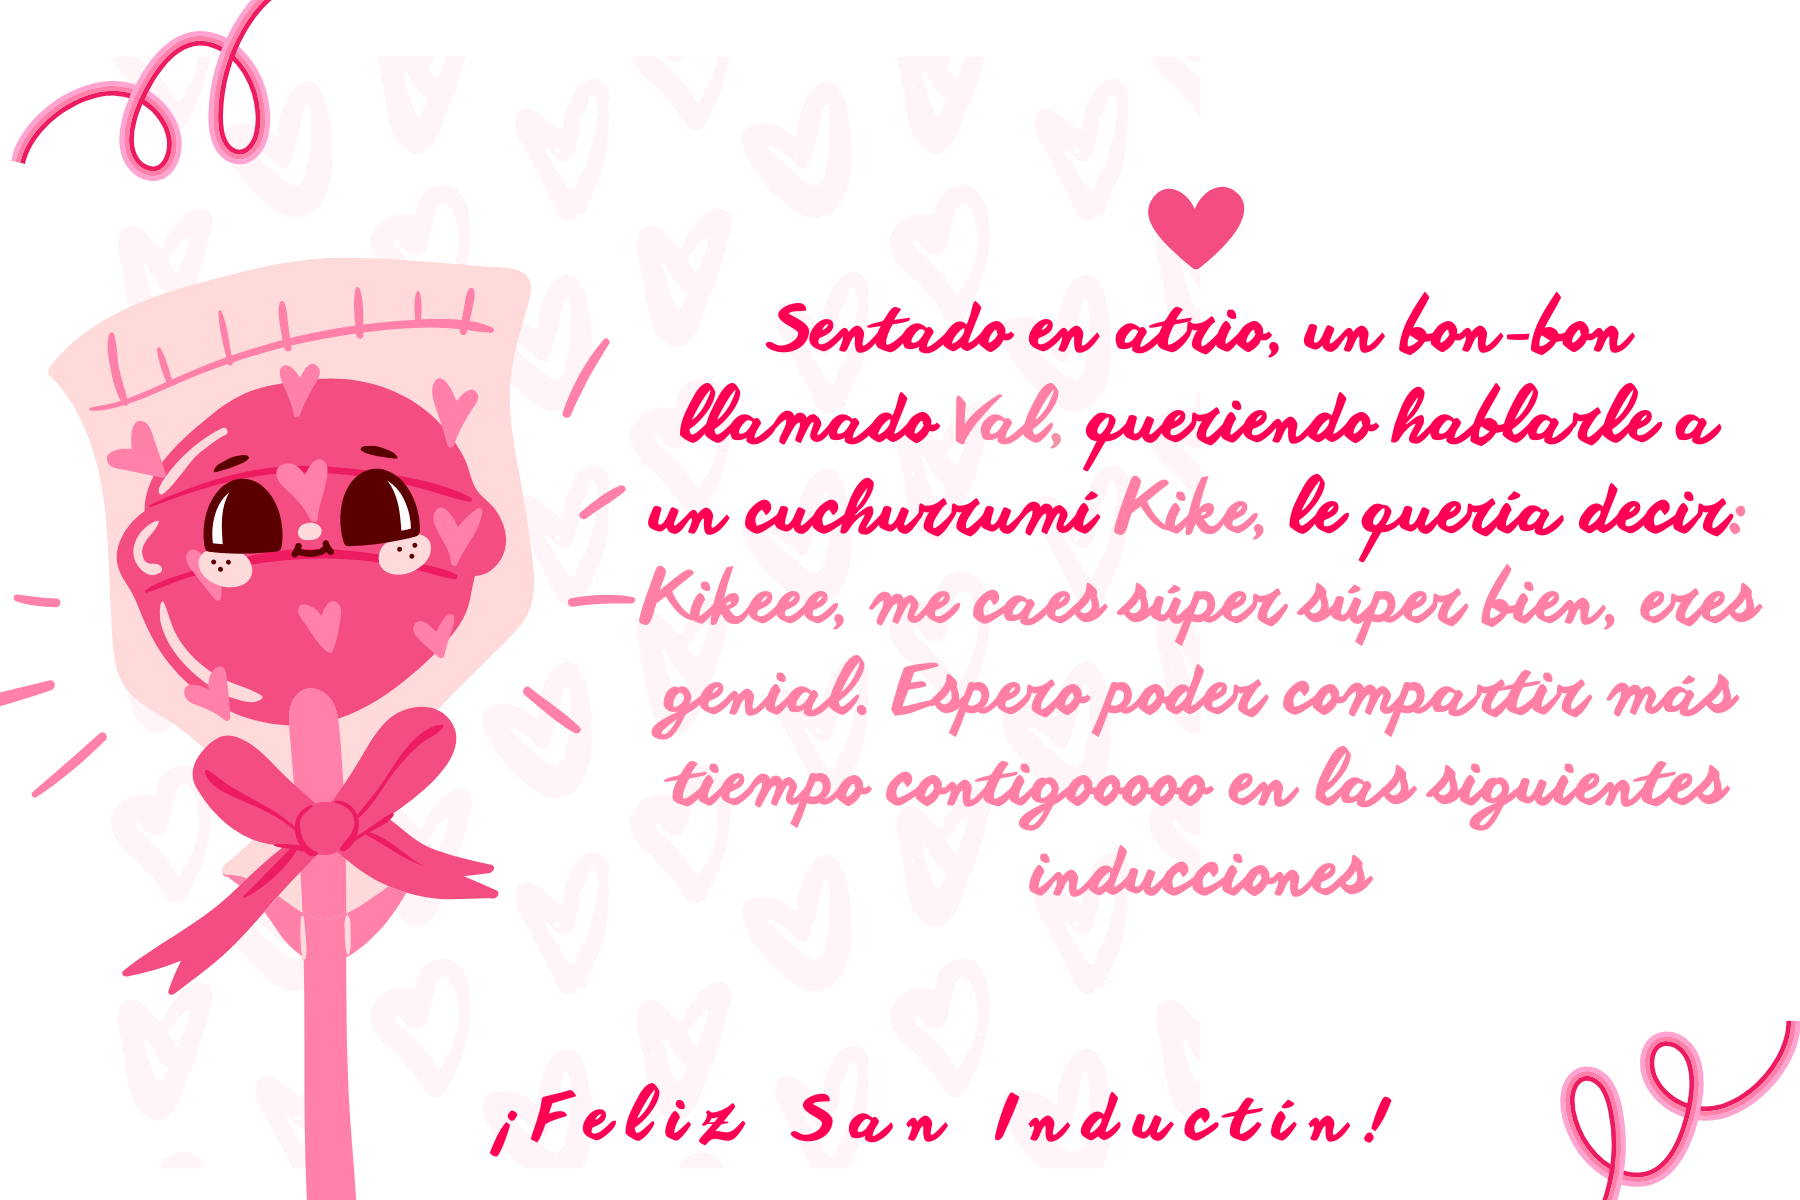 Sentado en atrio, un bon-bon
llamado Val, queriendo hablarle a
un cuchurrumí Kike, le quería decir:
Kikeee, me caes súper súper bien, eres
genial. Espero poder compartir más
tiempo contigooooo en las siguientes
inducciones
¡Feliz San Inductín!